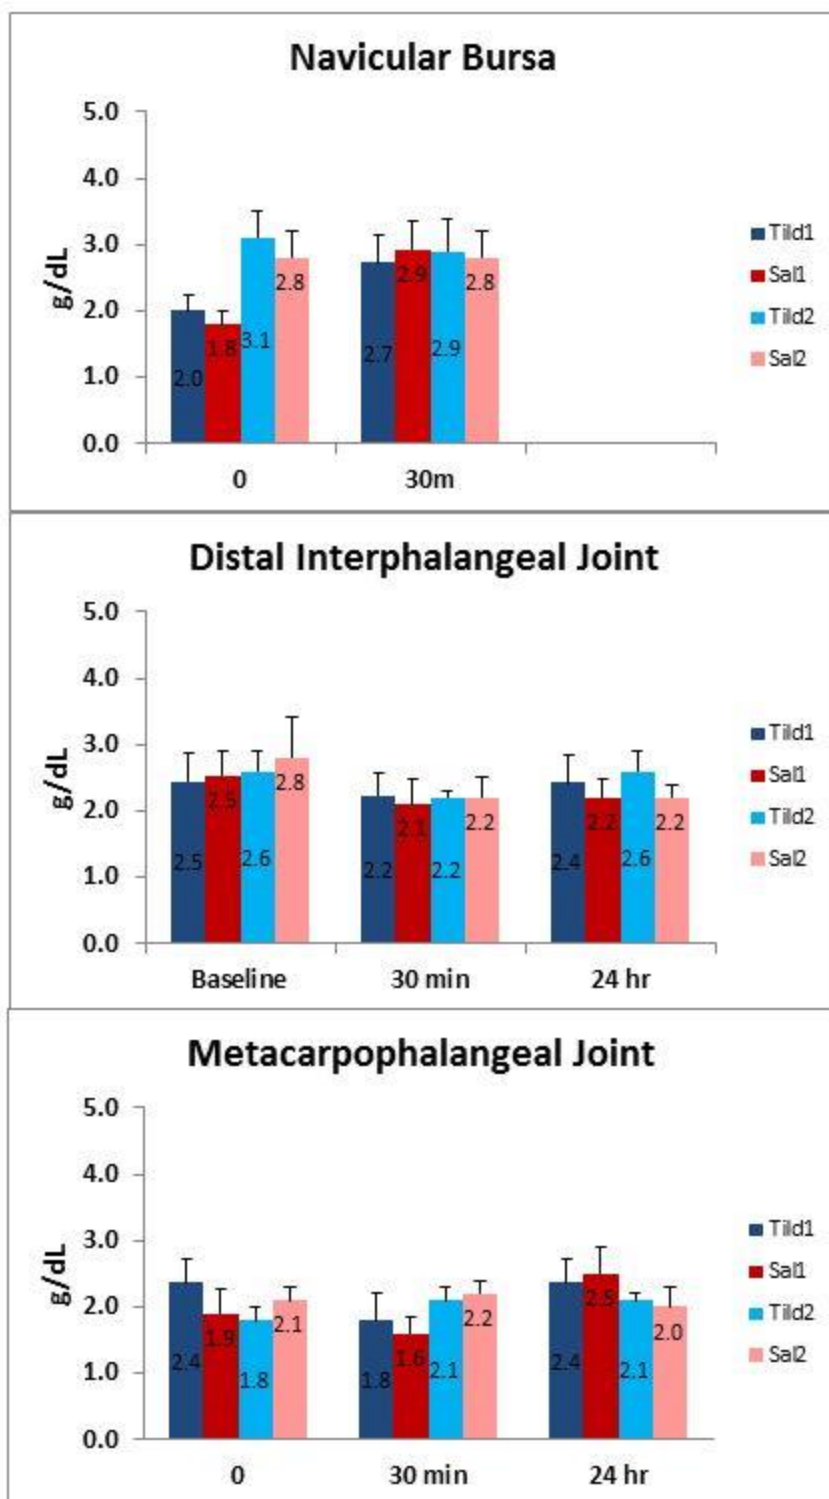 Navicular Bursa
5.0
4.0
3.0
2.0
1.0
0.0
g/dL
2.0
1.8
3.1
2.8
2.7
2.9
2.9
2.8
0
30m
Tild1
Sal1
Tild2
Sal2
Distal Interphalangeal Joint
5.0
4.0
3.0
2.0
1.0
0.0
g/dL
2.5
2.5
2.6
2.8
2.2
2.1
2.2
2.2
2.4
2.2
2.6
2.2
Baseline
30 min
24 hr
Tild1
Sal1
Tild2
Sal2
Metacarpophalangeal Joint
5.0
4.0
3.0
2.0
1.0
0.0
g/dL
2.4
1.9
1.8
2.1
1.8
1.6
2.1
2.2
2.4
2.5
2.1
2.0
0
30 min
24 hr
Tild1
Sal1
Tild2
Sal2